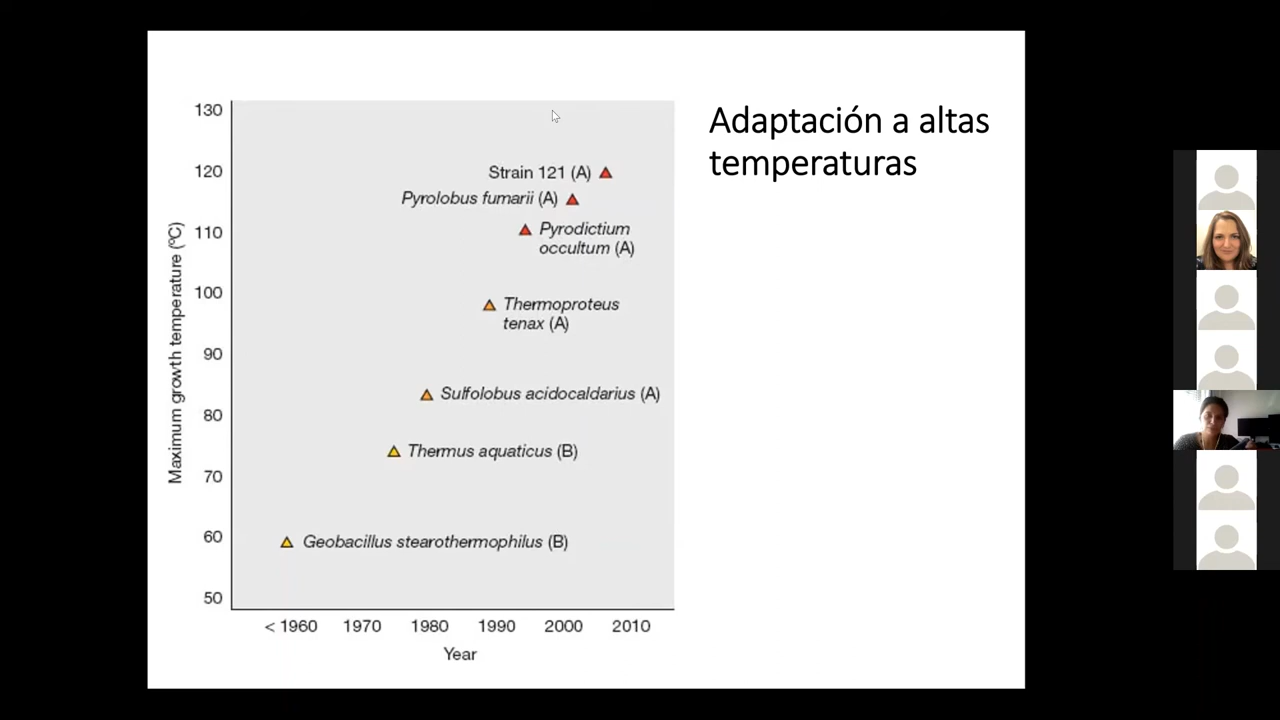 Adaptación a altas
temperaturas
130
120
110
100
90
80
70
60
50
Maximum growth temperature (ºC)
Strain 121 (A)
Pyrolobus fumarii (A)
Pyrodictium
occultum (A)
Thermoproteus
tenax (A)
Sulfolobus acidocaldarius (A)
Thermus aquaticus (B)
Geobacillus stearothermophilus (B)
< 1960 1970 1980 1990 2000 2010
Year